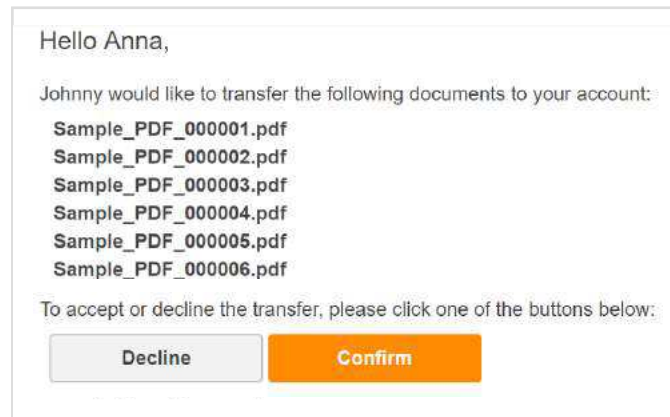 Hello Anna,
Johnny would like to transfer the following documents to your account:
Sample_PDF_000001.pdf
Sample_PDF_000002.pdf
Sample_PDF_000003.pdf
Sample_PDF_000004.pdf
Sample_PDF_000005.pdf
Sample_PDF_000006.pdf
To accept or decline the transfer, please click one of the buttons below:
Decline Confirm